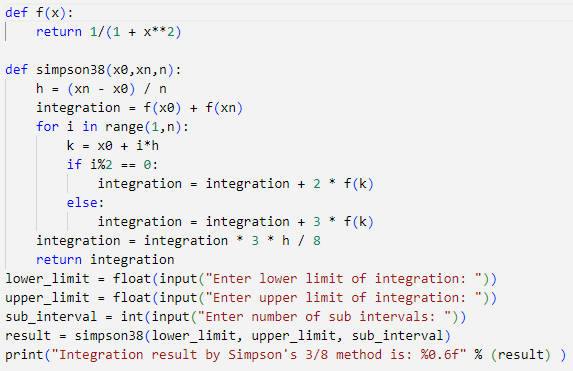 def f(x):
    return 1/(1 + x**2)

def simpson38(x0,xn,n):
    h = (xn - x0) / n
    integration = f(x0) + f(xn)
    for i in range(1,n):
        k = x0 + i*h
        if i%2 == 0:
            integration = integration + 2 * f(k)
        else:
            integration = integration + 3 * f(k)
    integration = integration * 3 * h / 8
    return integration
lower_limit = float(input("Enter lower limit of integration: "))
upper_limit = float(input("Enter upper limit of integration: "))
sub_interval = int(input("Enter number of sub intervals: "))
result = simpson38(lower_limit, upper_limit, sub_interval)
print("Integration result by Simpson's 3/8 method is: %0.6f" % (result) )